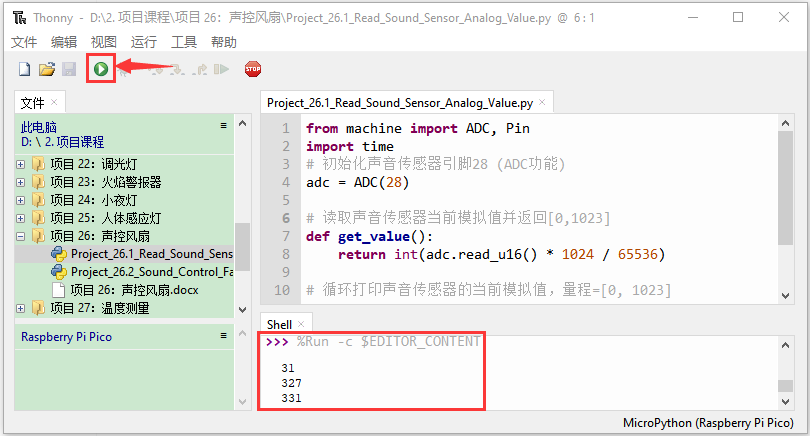 Thonny - D:\2. 项目课程\项目 26：声控风扇\Project_26.1_Read_Sound_Sensor_Analog_Value.py @ 6 : 1
文件 编辑 视图 运行 工具 帮助
STOP
文件
此电脑
D: \ 2. 项目课程
项目 22：调光灯
项目 23：火焰警报器
项目 24：小夜灯
项目 25：人体感应灯
项目 26：声控风扇
Project_26.1_Read_Sound_Sens
Project_26.2_Sound_Control_Fa
项目 26：声控风扇.docx
项目 27：温度测量
Raspberry Pi Pico
Project_26.1_Read_Sound_Sensor_Analog_Value.py
1 from machine import ADC, Pin
2 import time
3 # 初始化声音传感器引脚28 (ADC功能)
4 adc = ADC(28)
5
6 # 读取声音传感器当前模拟值并返回[0,1023]
7 def get_value():
8     return int(adc.read_u16() * 1024 / 65536)
9
10 # 循环打印声音传感器的当前模拟值，量程=[0, 1023]
Shell
>>> %Run -c $EDITOR_CONTENT
31
327
331
MicroPython (Raspberry Pi Pico)